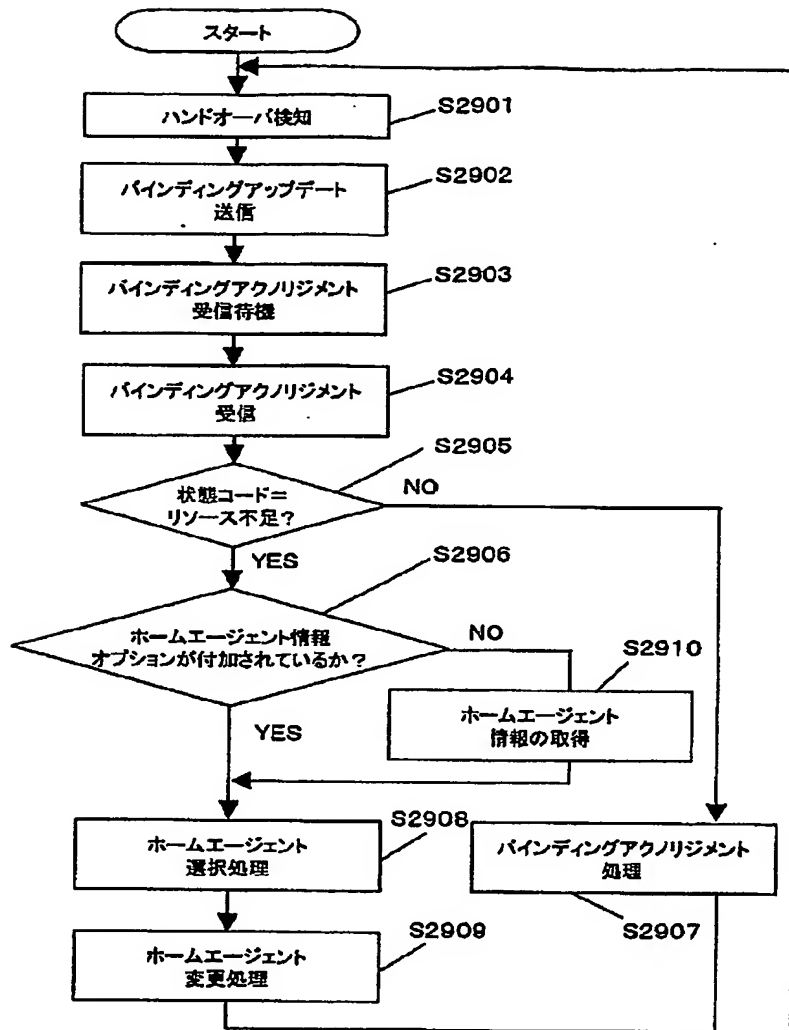 スタート
ハンドオーバ検知
S2901
バインディングアップデート
送信
S2902
バインディングアクノリジメント
受信待機
S2903
バインディングアクノリジメント
受信
S2904
S2905
状態コード＝
リソース不足？
NO
YES
S2906
ホームエージェント情報
オプションが付加されているか？
NO
YES
S2910
ホームエージェント
情報の取得
S2908
ホームエージェント
選択処理
バインディングアクノリジメント
処理
S2907
S2909
ホームエージェント
変更処理